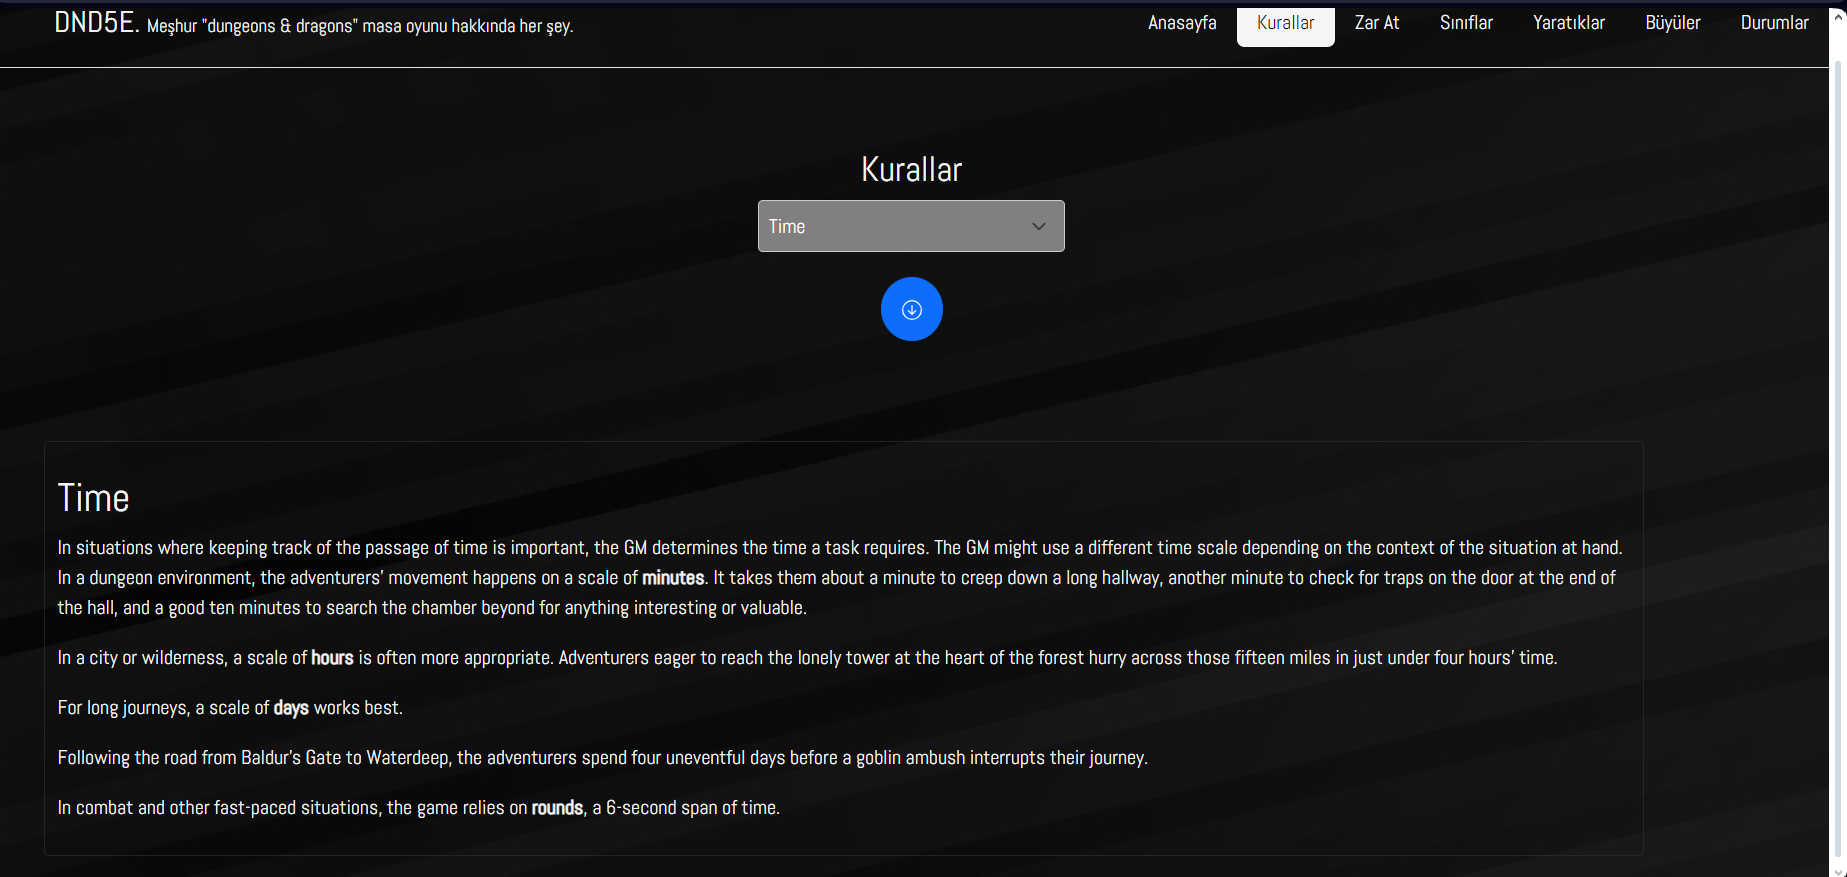 DND5E. Meşhur "dungeons & dragons" masa oyunu hakkında her şey.
Anasayfa Kurallar Zar At Sınıflar Yaratıklar Büyüler Durumlar
Kurallar
Time
Time
In situations where keeping track of the passage of time is important, the GM determines the time a task requires. The GM might use a different time scale depending on the context of the situation at hand.
In a dungeon environment, the adventurers’ movement happens on a scale of minutes. It takes them about a minute to creep down a long hallway, another minute to check for traps on the door at the end of
the hall, and a good ten minutes to search the chamber beyond for anything interesting or valuable.
In a city or wilderness, a scale of hours is often more appropriate. Adventurers eager to reach the lonely tower at the heart of the forest hurry across those fifteen miles in just under four hours’ time.
For long journeys, a scale of days works best.
Following the road from Baldur’s Gate to Waterdeep, the adventurers spend four uneventful days before a goblin ambush interrupts their journey.
In combat and other fast-paced situations, the game relies on rounds, a 6-second span of time.